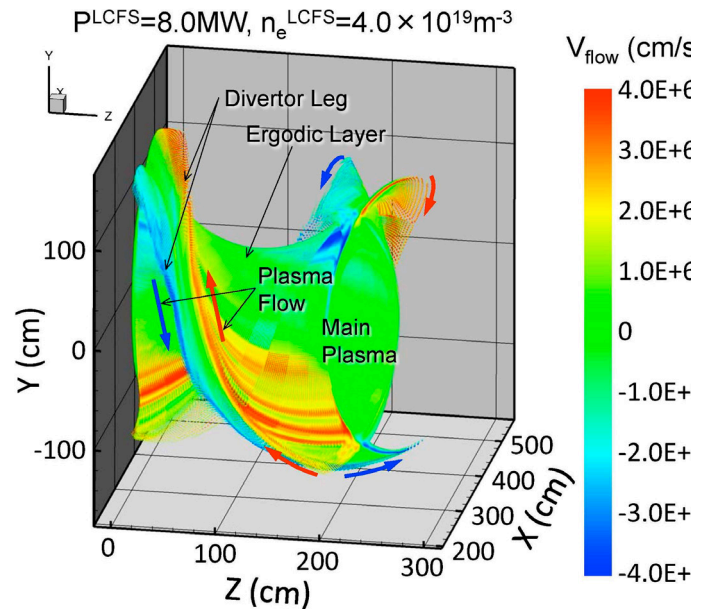 P^LCFS=8.0MW, n_e^LCFS=4.0×10^19m^-3
Y
X
Z
Divertor Leg
Ergodic Layer
Plasma
Flow
Main
Plasma
100
0
-100
Y (cm)
0
100
200
300
Z (cm)
200
300
400
500
X (cm)
V_flow (cm/s
4.0E+6
3.0E+6
2.0E+6
1.0E+6
0
-1.0E+
-2.0E+
-3.0E+
-4.0E+